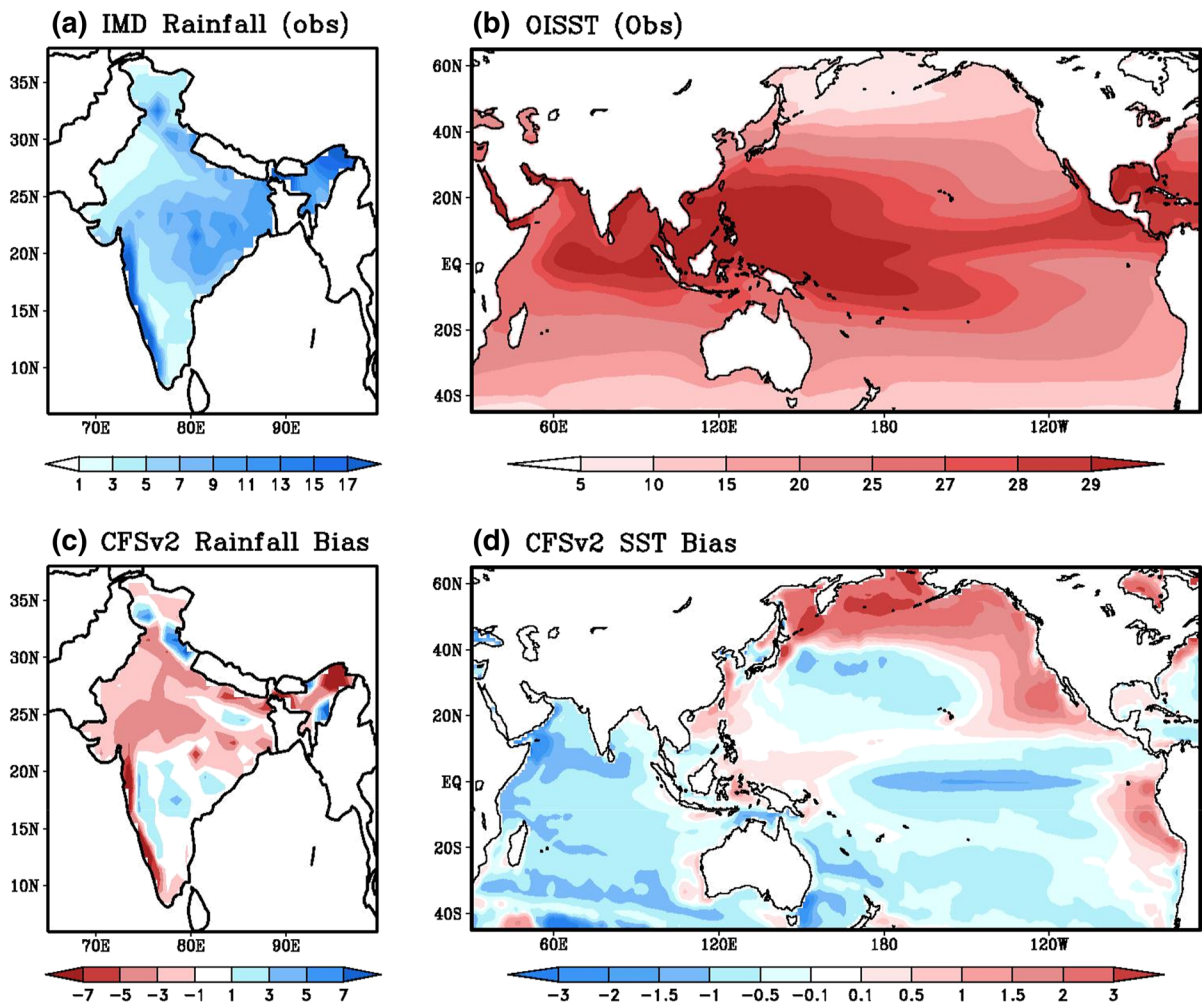 (a) IMD Rainfall (obs)
35N
30N
25N
20N
15N
10N
70E 80E 90E
1 3 5 7 9 11 13 15 17
(b) OISST (Obs)
60N
40N
20N
EQ
20S
40S
60E 120E 180 120W
5 10 15 20 25 27 28 29
(c) CFSv2 Rainfall Bias
35N
30N
25N
20N
15N
10N
70E 80E 90E
-7 -5 -3 -1 1 3 5 7
(d) CFSv2 SST Bias
60N
40N
20N
EQ
20S
40S
60E 120E 180 120W
-3 -2 -1.5 -1 -0.5 -0.1 0.1 0.5 1 1.5 2 3